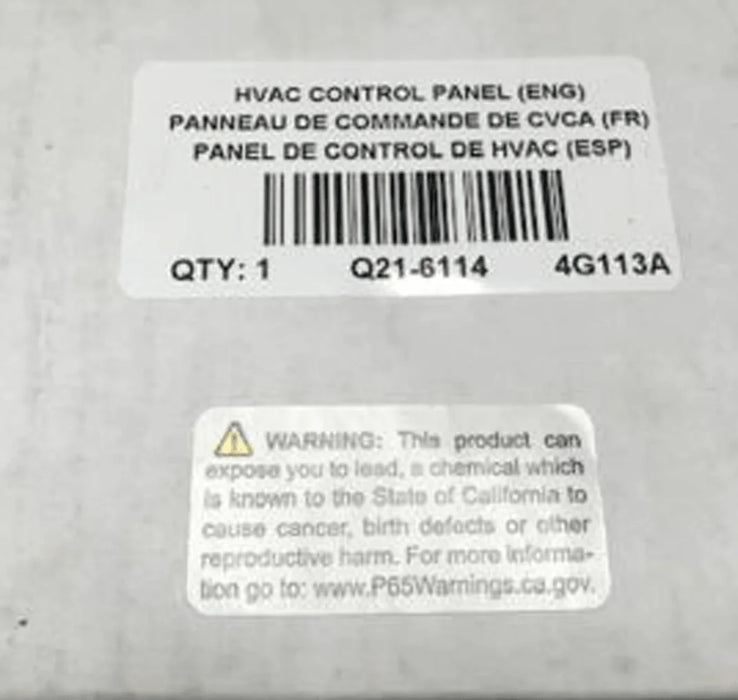 HVAC CONTROL PANEL (ENG)
PANNEAU DE COMMANDE DE CVCA (FR)
PANEL DE CONTROL DE HVAC (ESP)
QTY: 1 Q21-6114 4G113A
WARNING: This product can
expose you to lead, a chemical which
is known to the State of California to
cause cancer, birth defects or other
reproductive harm. For more informa-
tion go to: www.P65Warnings.ca.gov.